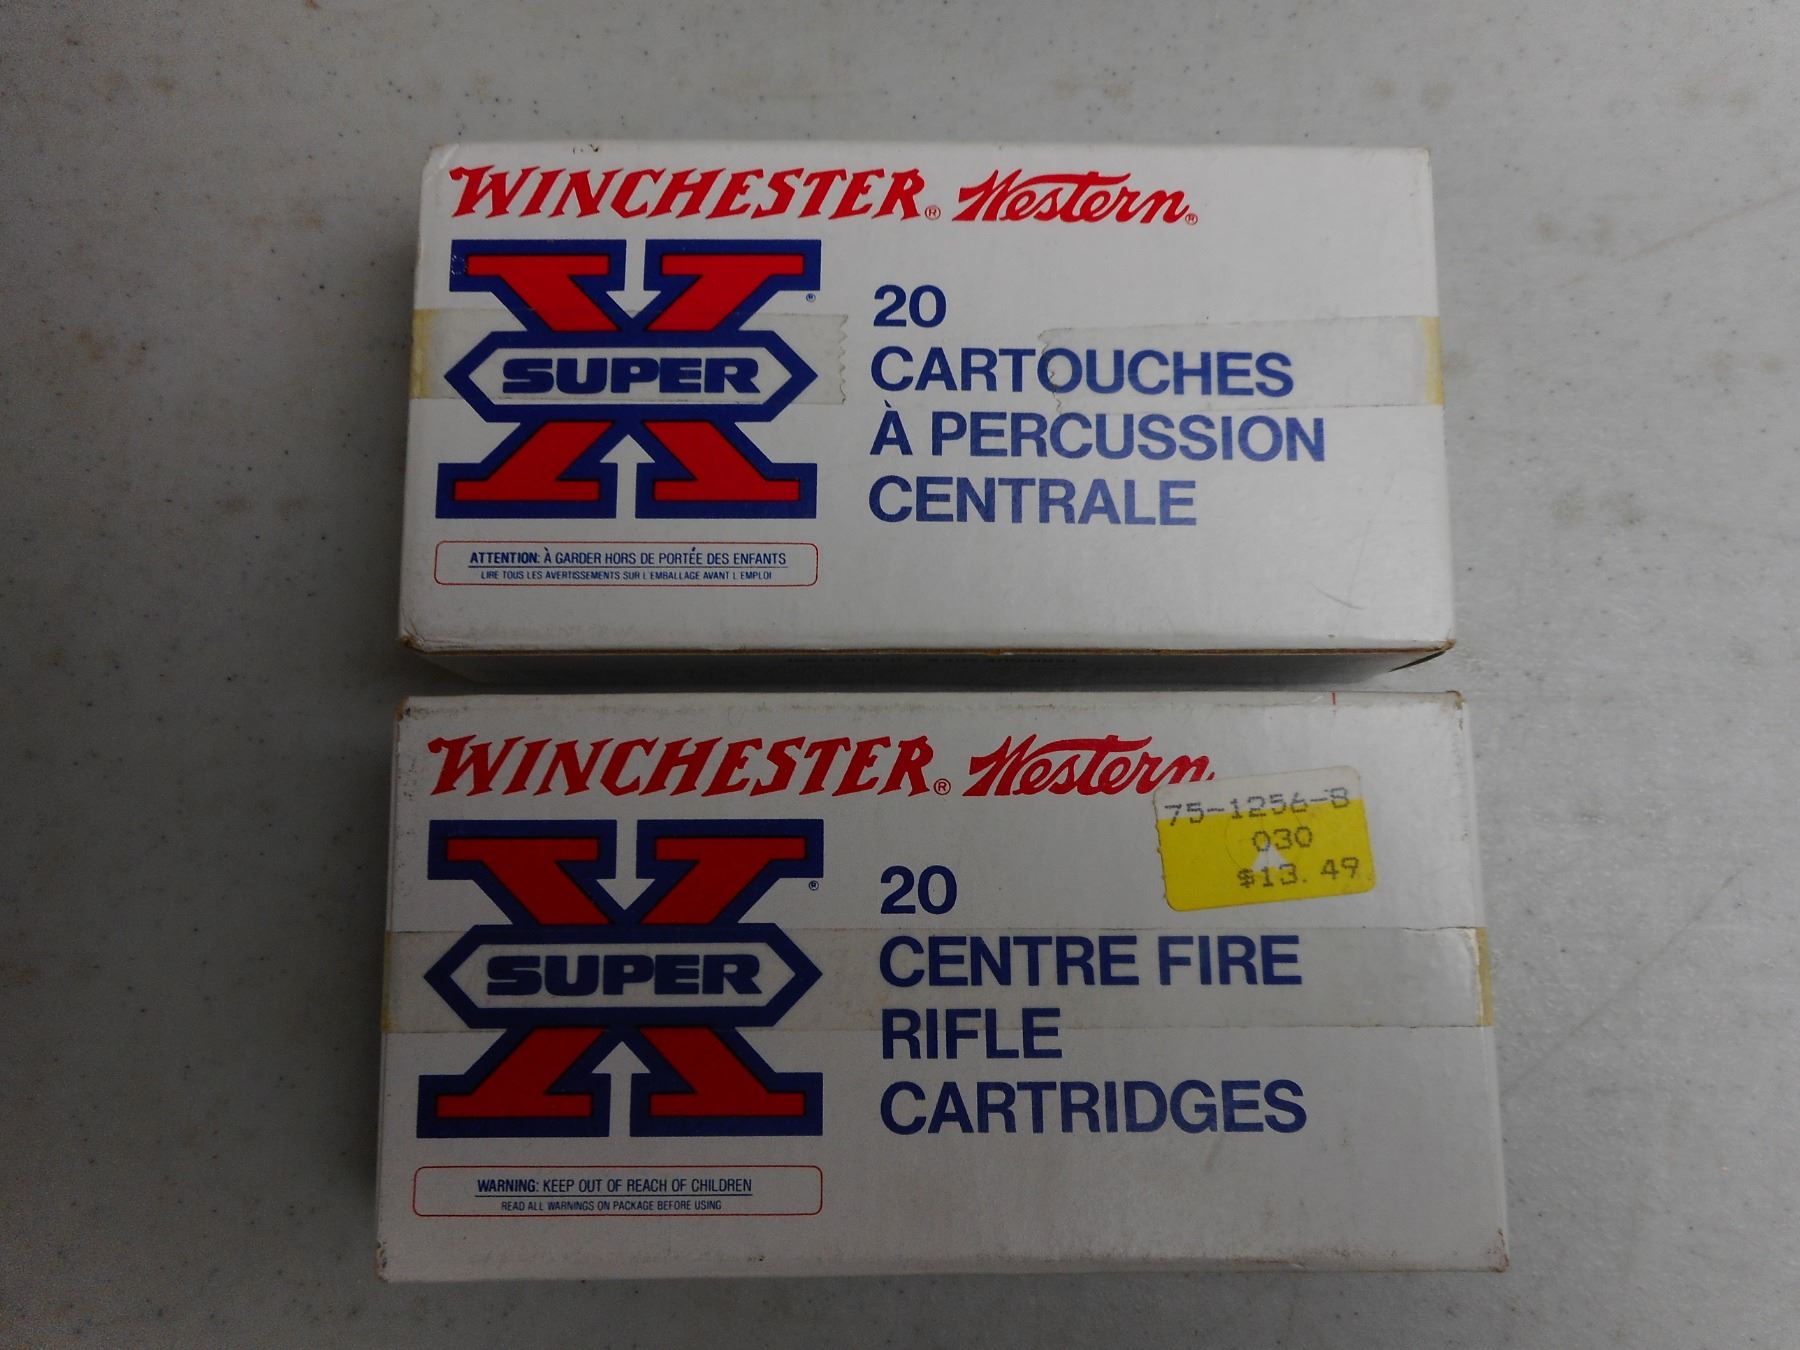 WINCHESTER® Western®
SUPER ®
20
CARTOUCHES
À PERCUSSION
CENTRALE
ATTENTION: À GARDER HORS DE PORTÉE DES ENFANTS
LIRE TOUS LES AVERTISSEMENTS SUR L EMBALLAGE AVANT L EMPLOI
WINCHESTER® Western
75-1256-8
030
$13.49
SUPER ®
20
CENTRE FIRE
RIFLE
CARTRIDGES
WARNING: KEEP OUT OF REACH OF CHILDREN
READ ALL WARNINGS ON PACKAGE BEFORE USING